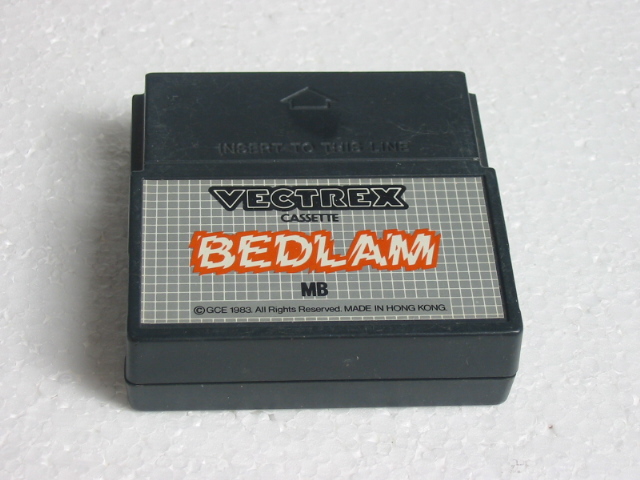 INSERT TO THIS LINE
VECTREX
CASSETTE
BEDLAM
MB
©GCE 1983. All Rights Reserved. MADE IN HONG KONG.